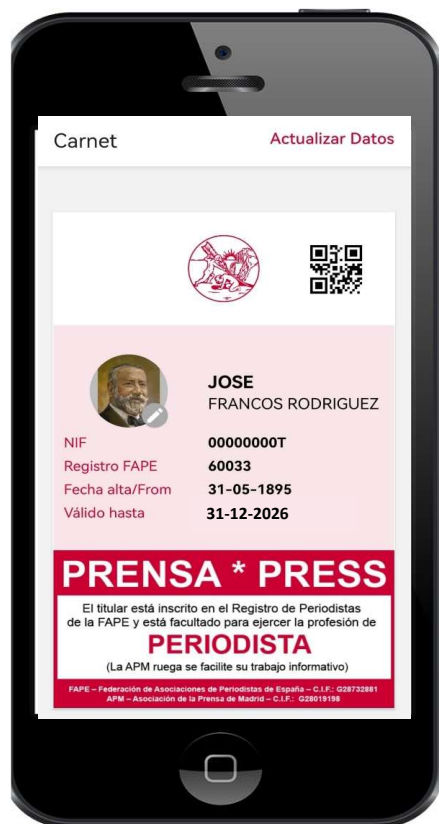 Carnet
Actualizar Datos
JOSE
FRANCOS RODRIGUEZ
NIF 00000000T
Registro FAPE 60033
Fecha alta/From 31-05-1895
Válido hasta 31-12-2026
PRENSA * PRESS
El titular está inscrito en el Registro de Periodistas
de la FAPE y está facultado para ejercer la profesión de
PERIODISTA
(La APM ruega se facilite su trabajo informativo)
FAPE – Federación de Asociaciones de Periodistas de España – C.I.F.: G28732881
APM – Asociación de la Prensa de Madrid – C.I.F.: G28019198